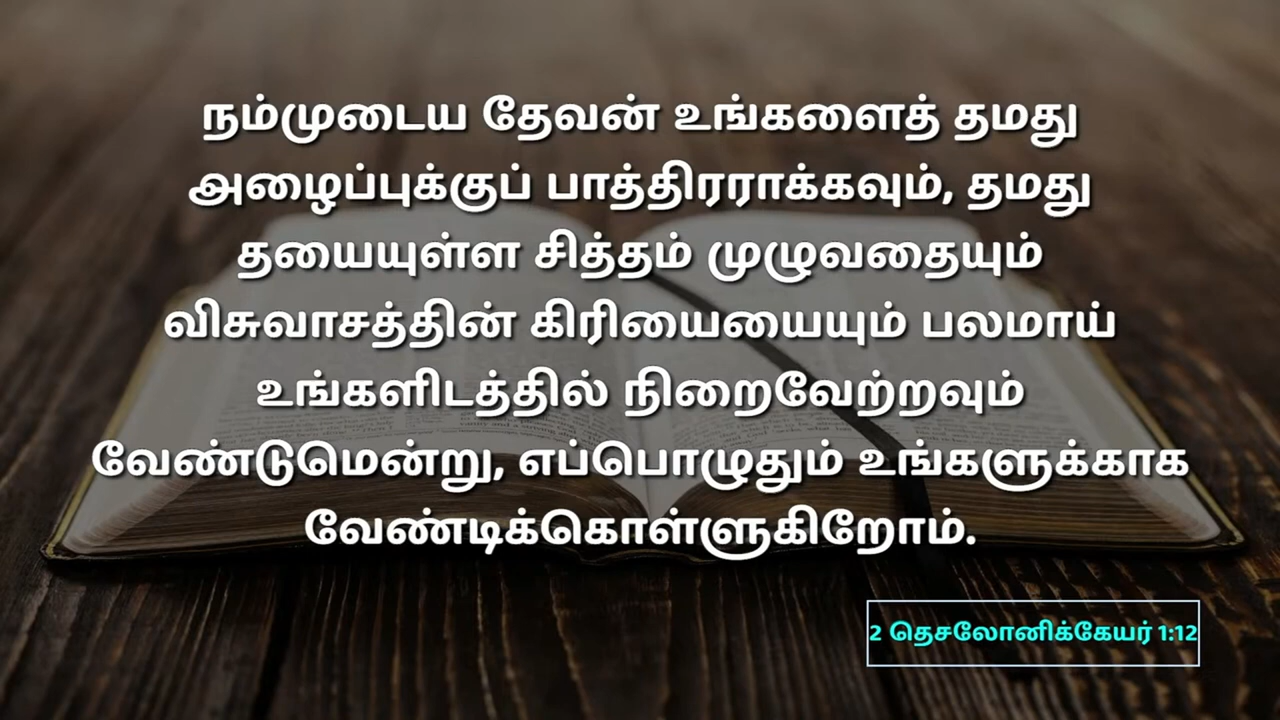 நம்முடைய தேவன் உங்களைத் தமது
அழைப்புக்குப் பாத்திரராக்கவும், தமது
தயையுள்ள சித்தம் முழுவதையும்
விசுவாசத்தின் கிரியையையும் பலமாய்
உங்களிடத்தில் நிறைவேற்றவும்
வேண்டுமென்று, எப்பொழுதும் உங்களுக்காக
வேண்டிக்கொள்ளுகிறோம்.
2 தெசலோனிக்கேயர் 1:12